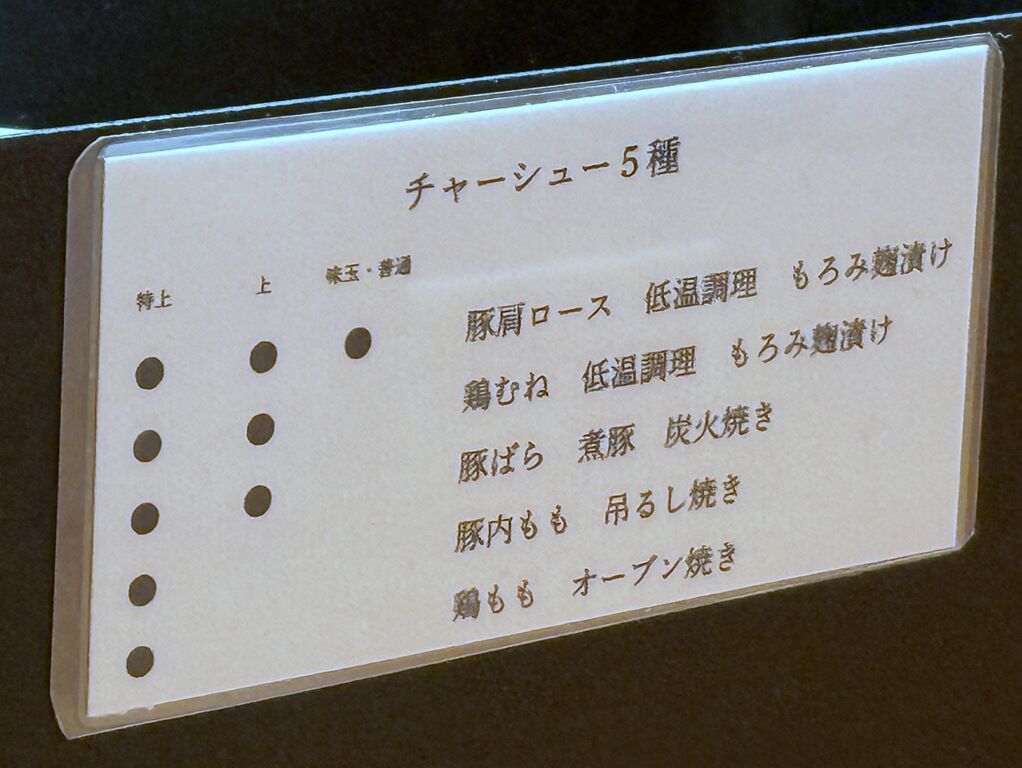 チャーシュー５種
特上　上　味玉・普通
● ● ● 豚肩ロース　低温調理　もろみ麹漬け
● ● 鶏むね　低温調理　もろみ麹漬け
● ● 豚ばら　煮豚　炭火焼き
● 豚内もも　吊るし焼き
● 鶏もも　オーブン焼き